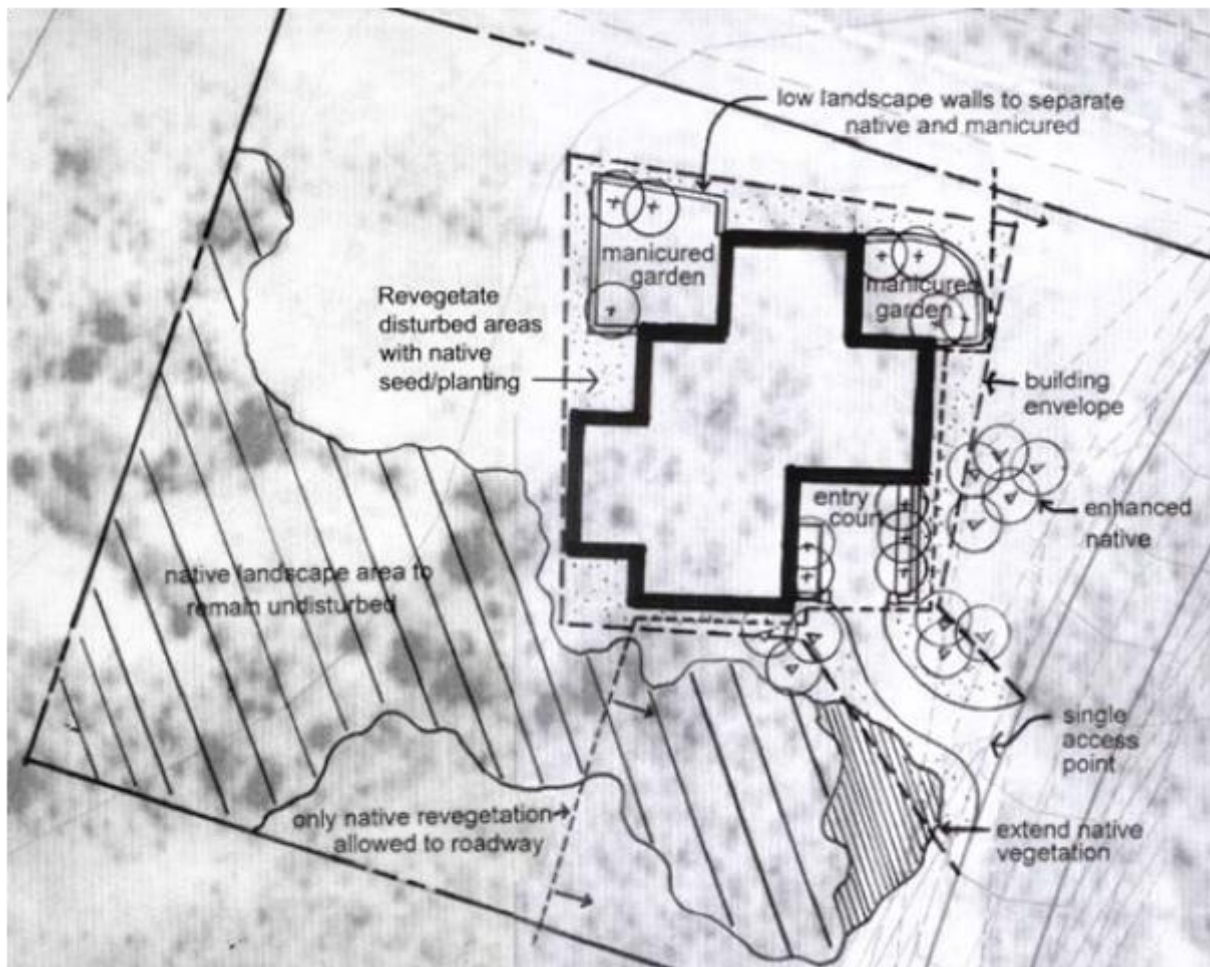 low landscape walls to separate
native and manicured
manicured
garden
manicured
garden
Revegetate
disturbed areas
with native
seed/planting
building
envelope
entry
court
enhanced
native
native landscape area to
remain undisturbed
single
access
point
only native revegetation
allowed to roadway
extend native
vegetation